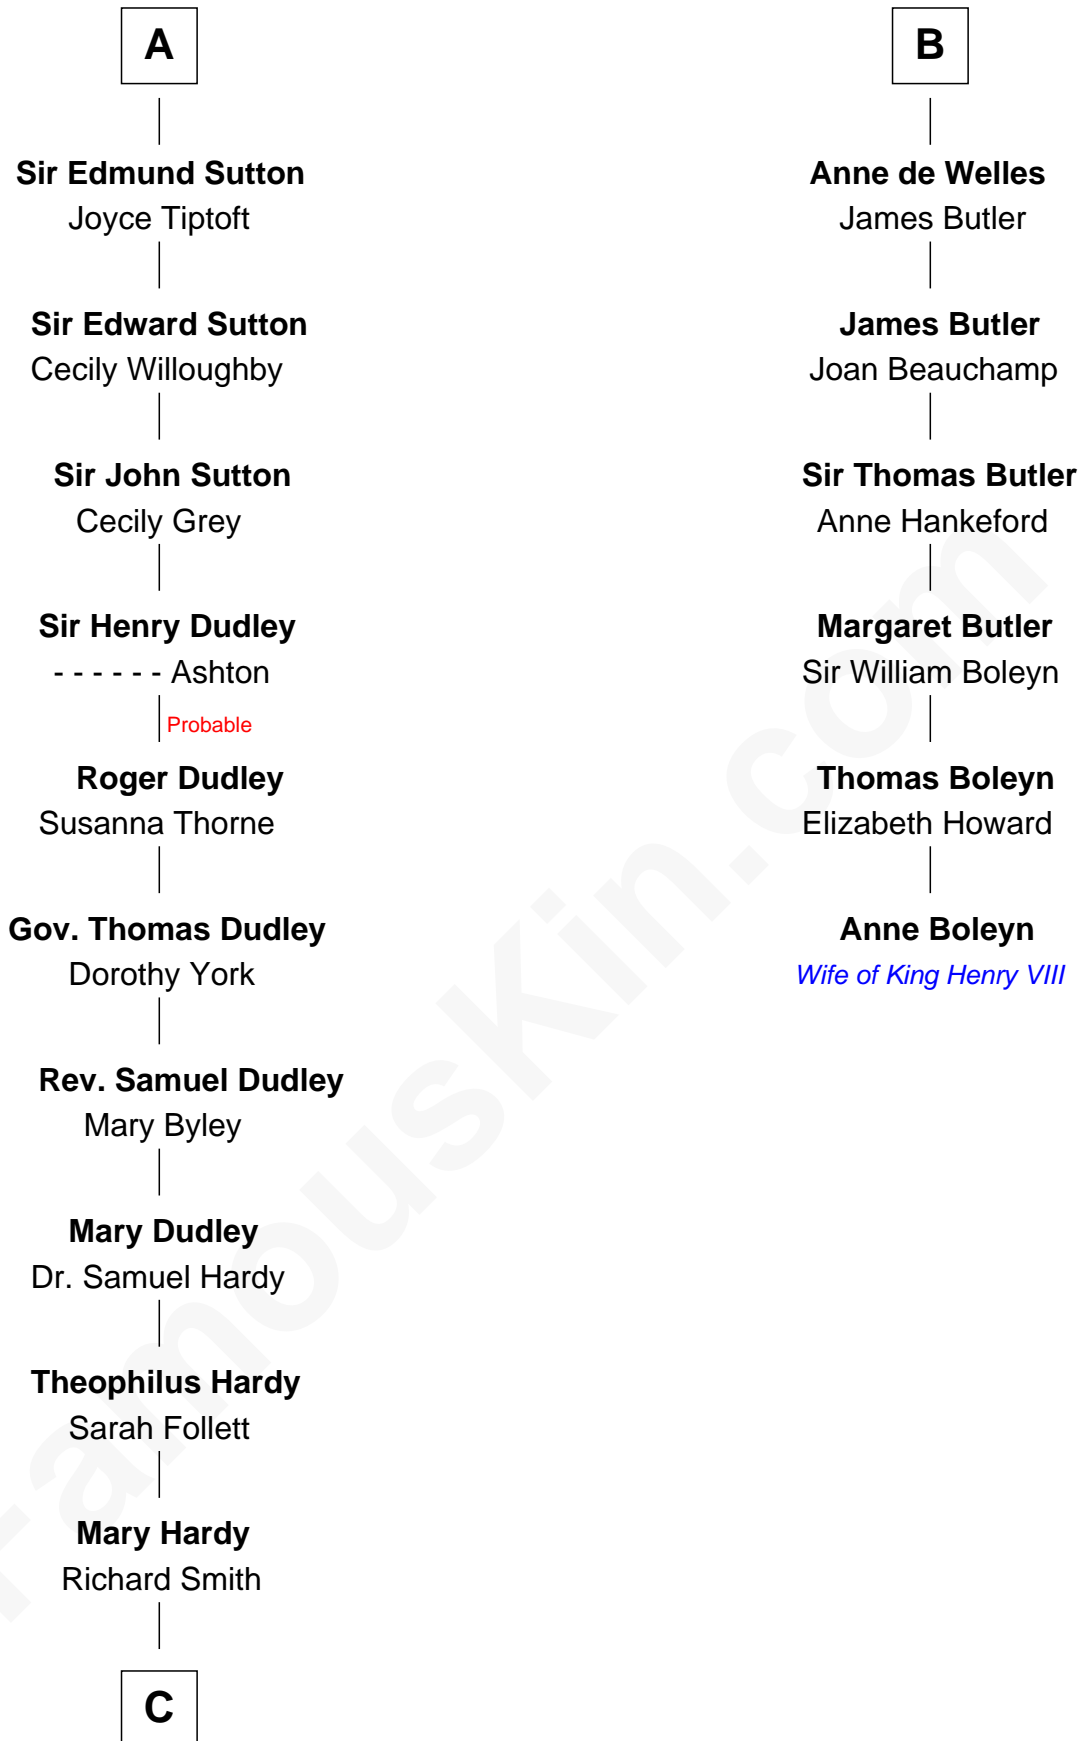 A
Sir Edmund Sutton
Joyce Tiptoft
Sir Edward Sutton
Cecily Willoughby
Sir John Sutton
Cecily Grey
Sir Henry Dudley
- - - - - - Ashton
Probable
Roger Dudley
Susanna Thorne
Gov. Thomas Dudley
Dorothy York
Rev. Samuel Dudley
Mary Byley
Mary Dudley
Dr. Samuel Hardy
Theophilus Hardy
Sarah Follett
Mary Hardy
Richard Smith
C
B
Anne de Welles
James Butler
James Butler
Joan Beauchamp
Sir Thomas Butler
Anne Hankeford
Margaret Butler
Sir William Boleyn
Thomas Boleyn
Elizabeth Howard
Anne Boleyn
Wife of King Henry VIII
FamousKin.com